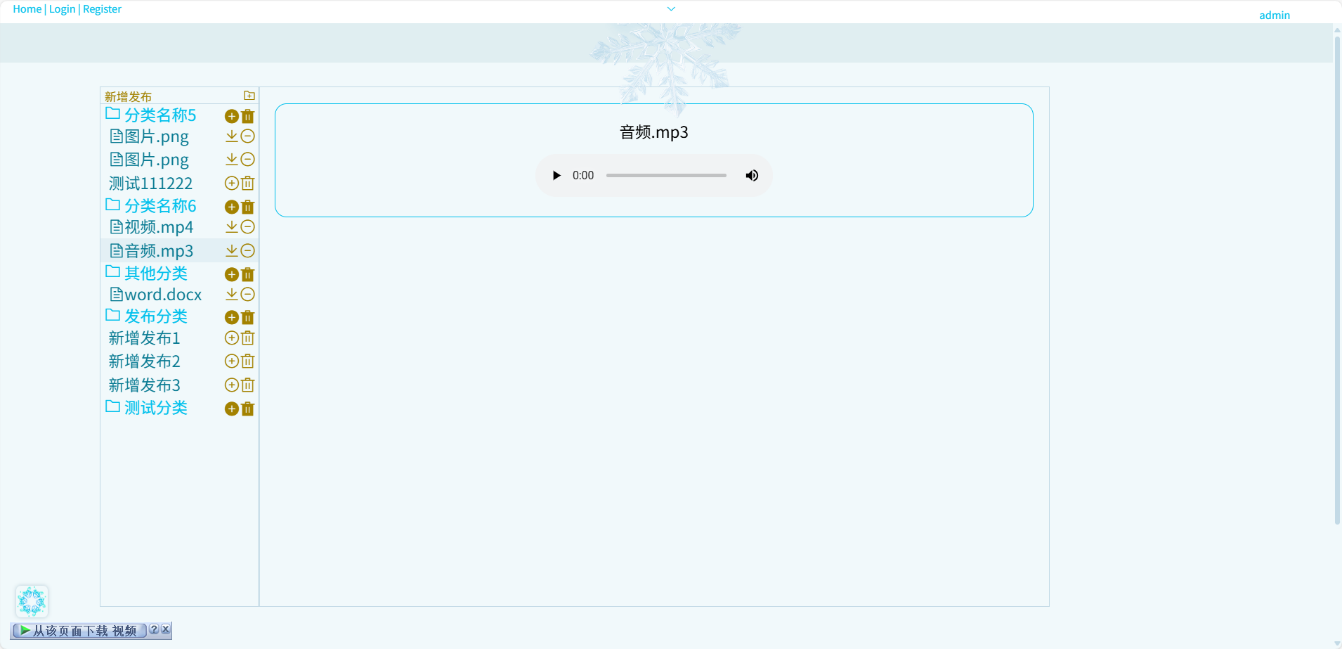 Home | Login | Register
admin
新增发布
分类名称5
图片.png
图片.png
测试111222
分类名称6
视频.mp4
音频.mp3
其他分类
word.docx
发布分类
新增发布1
新增发布2
新增发布3
测试分类
音频.mp3
0:00
从该页面下载 视频 ? x